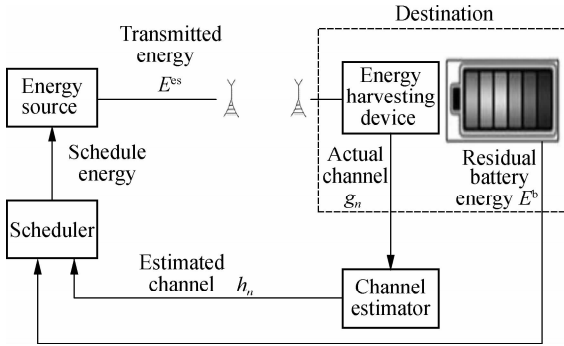 Destination
Transmitted
energy
E^es
Energy
source
Energy
harvesting
device
Schedule
energy
Actual
channel
g_n
Residual
battery
energy E^b
Scheduler
Estimated
channel h_n
Channel
estimator